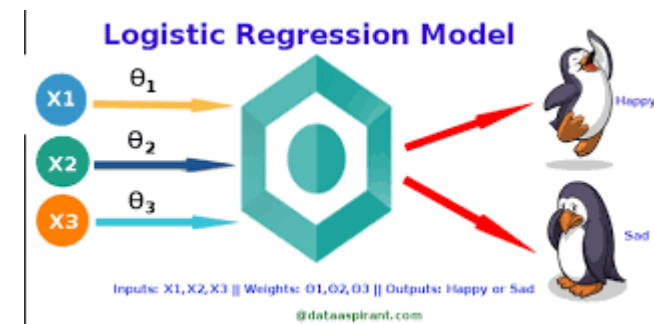 Logistic Regression Model
X1
θ1
X2
θ2
X3
θ3
Happy
Sad
Inputs: X1,X2,X3 || Weights: Θ1,Θ2,Θ3 || Outputs: Happy or Sad
@dataaspirant.com